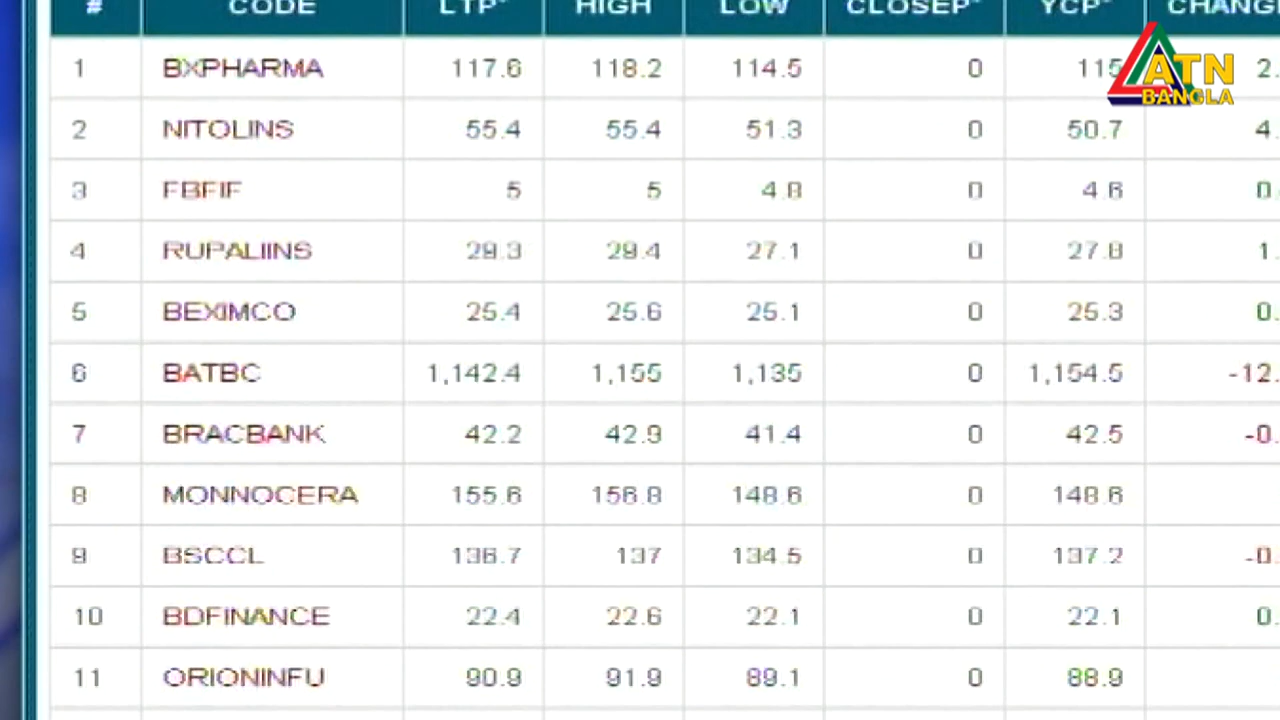 # CODE LTP* HIGH LOW CLOSEP* YCP* CHANGE
1 BXPHARMA 117.6 118.2 114.5 0 115 2.
2 NITOLINS 55.4 55.4 51.3 0 50.7 4.
3 FBFIF 5 5 4.8 0 4.6 0.
4 RUPALIINS 29.3 29.4 27.1 0 27.8 1.
5 BEXIMCO 25.4 25.6 25.1 0 25.3 0.
6 BATBC 1,142.4 1,155 1,135 0 1,154.5 -12.
7 BRACBANK 42.2 42.9 41.4 0 42.5 -0.
8 MONNOCERA 155.6 156.8 148.6 0 148.6
9 BSCCL 136.7 137 134.5 0 137.2 -0.
10 BDFINANCE 22.4 22.6 22.1 0 22.1 0.
11 ORIONINFU 90.9 91.9 89.1 0 88.9
ATN
BANGLA